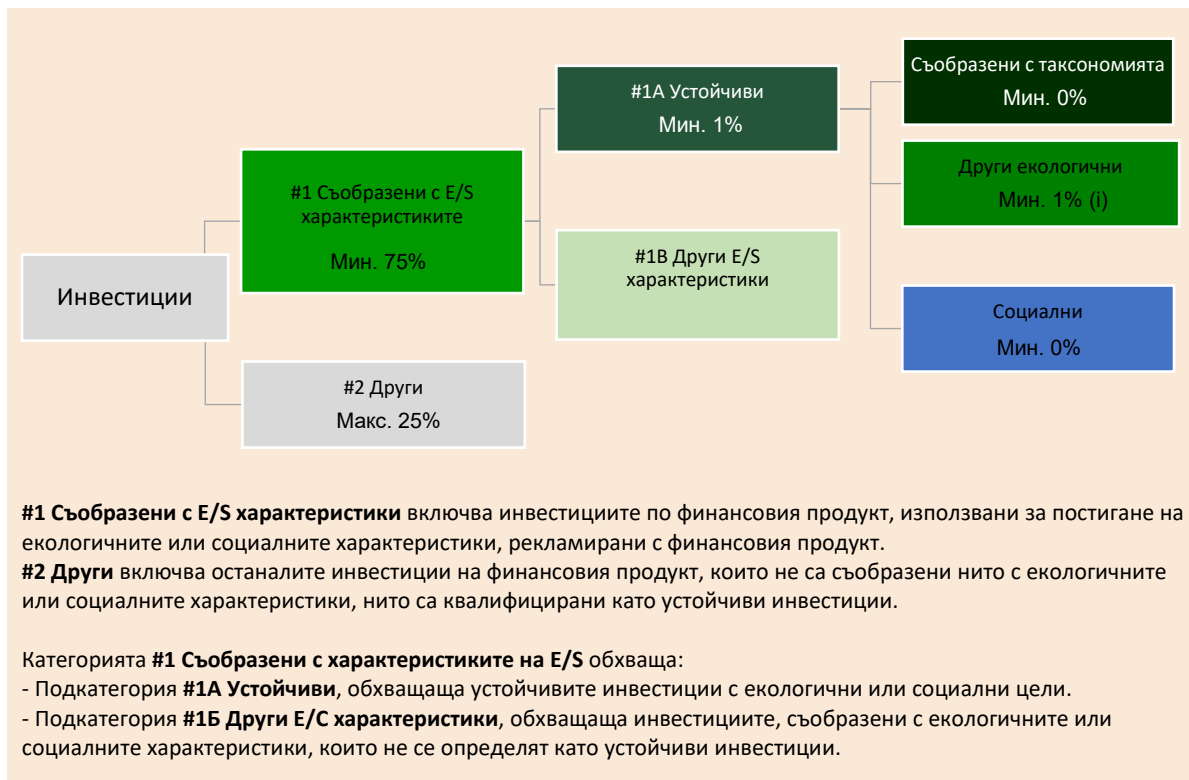 Инвестиции
#1 Съобразени с E/S
характеристиките
Мин. 75%
#2 Други
Макс. 25%
#1А Устойчиви
Мин. 1%
#1В Други E/S
характеристики
Съобразени с таксономията
Мин. 0%
Други екологични
Мин. 1% (i)
Социални
Мин. 0%
#1 Съобразени с E/S характеристики включва инвестициите по финансовия продукт, използвани за постигане на
екологичните или социалните характеристики, рекламирани с финансовия продукт.
#2 Други включва останалите инвестиции на финансовия продукт, които не са съобразени нито с екологичните
или социалните характеристики, нито са квалифицирани като устойчиви инвестиции.
Категорията #1 Съобразени с характеристиките на E/S обхваща:
- Подкатегория #1А Устойчиви, обхващаща устойчивите инвестиции с екологични или социални цели.
- Подкатегория #1Б Други Е/С характеристики, обхващаща инвестициите, съобразени с екологичните или
социалните характеристики, които не се определят като устойчиви инвестиции.